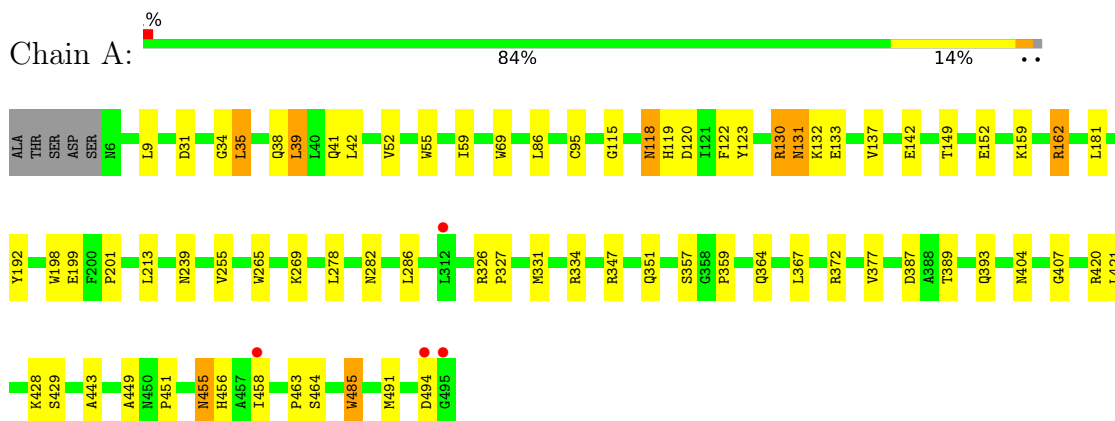 .%
Chain A:
84% 14% • •
ALA THR SER ASP SER N6 L9 D31 G34 L35 Q38 L39 L40 Q41 L42 V52 W55 I59 W69 L86 C95 G115 N118 H119 D120 I121 F122 Y123 R130 N131 K132 E133 V137 E142 T149 E152 K159 R162 L181
Y192 W198 E199 F200 P201 L213 N239 V255 W265 K269 L278 N282 L286 L312 R326 P327 M331 R334 R347 Q351 S357 G358 P359 Q364 L367 R372 V377 D387 A388 T389 Q393 N404 G407 R420 L421
K428 S429 A443 A449 N450 P451 N455 H456 A457 I458 P463 S464 W485 M491 D494 G495